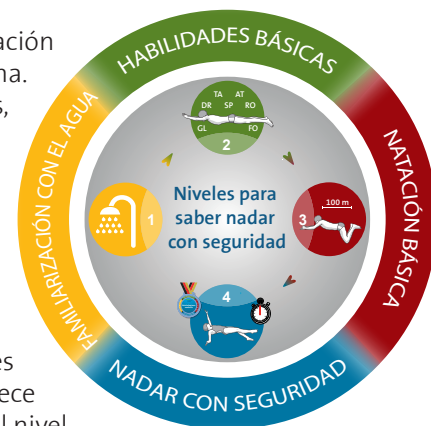 ación
na.
s,
es
ece
l nivel
HABILIDADES BÁSICAS
NATACIÓN BÁSICA
NADAR CON SEGURIDAD
FAMILIARIZACIÓN CON EL AGUA
TA AT
DR SP RO
GL FO
2
1
Niveles para
saber nadar
con seguridad
3
100 m
4